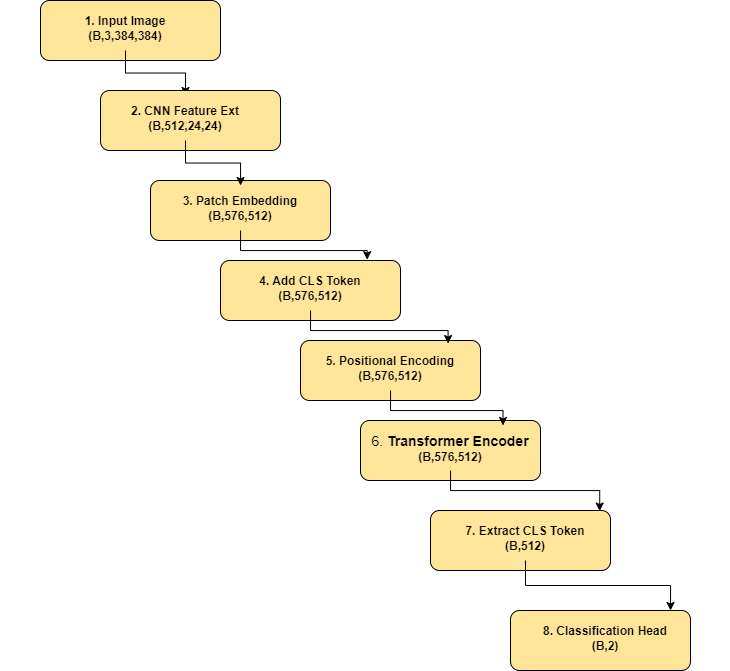 1. Input Image
(B,3,384,384)
2. CNN Feature Ext
(B,512,24,24)
3. Patch Embedding
(B,576,512)
4. Add CLS Token
(B,576,512)
5. Positional Encoding
(B,576,512)
6. Transformer Encoder
(B,576,512)
7. Extract CLS Token
(B,512)
8. Classification Head
(B,2)